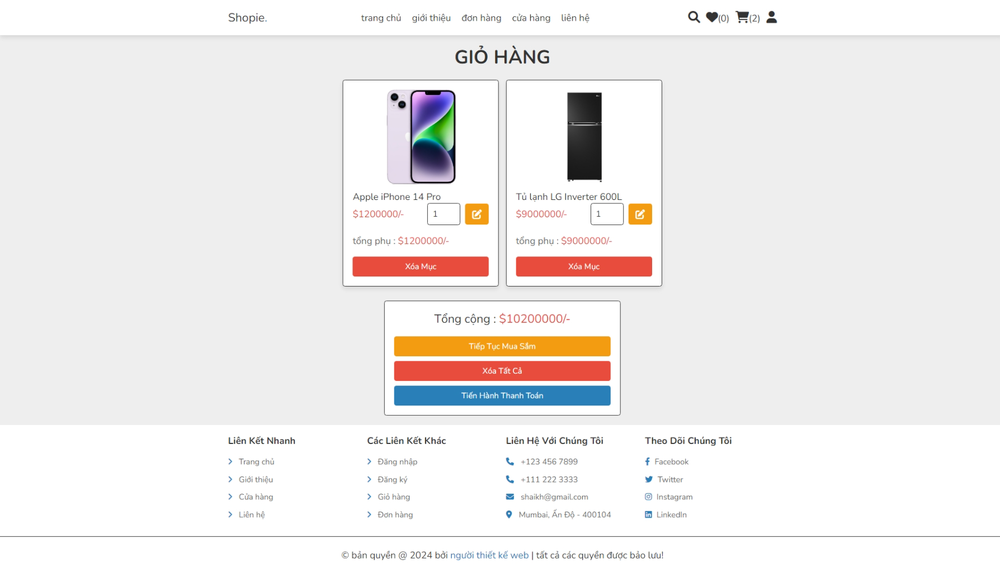 Shopie. trang chủ giới thiệu đơn hàng cửa hàng liên hệ (0) (2)
GIỎ HÀNG
Apple iPhone 14 Pro
$1200000/- 1
tổng phụ : $1200000/-
Xóa Mục
Tủ lạnh LG Inverter 600L
$9000000/- 1
tổng phụ : $9000000/-
Xóa Mục
Tổng cộng : $10200000/-
Tiếp Tục Mua Sắm
Xóa Tất Cả
Tiến Hành Thanh Toán
Liên Kết Nhanh
Trang chủ
Giới thiệu
Cửa hàng
Liên hệ
Các Liên Kết Khác
Đăng nhập
Đăng ký
Giỏ hàng
Đơn hàng
Liên Hệ Với Chúng Tôi
+123 456 7899
+111 222 3333
shaikh@gmail.com
Mumbai, Ấn Độ - 400104
Theo Dõi Chúng Tôi
Facebook
Twitter
Instagram
LinkedIn
© bản quyền @ 2024 bởi người thiết kế web | tất cả các quyền được bảo lưu!